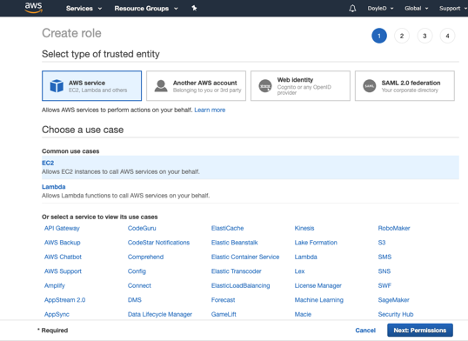 aws Services Resource Groups DoyleD Global Support
Create role 1 2 3 4
Select type of trusted entity
AWS service
EC2, Lambda and others
Another AWS account
Belonging to you or 3rd party
Web identity
Cognito or any OpenID
provider
SAML SAML 2.0 federation
Your corporate directory
Allows AWS services to perform actions on your behalf. Learn more
Choose a use case
Common use cases
EC2
Allows EC2 instances to call AWS services on your behalf.
Lambda
Allows Lambda functions to call AWS services on your behalf.
Or select a service to view its use cases
API Gateway CodeGuru ElastiCache Kinesis RoboMaker
AWS Backup CodeStar Notifications Elastic Beanstalk Lake Formation S3
AWS Chatbot Comprehend Elastic Container Service Lambda SMS
AWS Support Config Elastic Transcoder Lex SNS
Amplify Connect ElasticLoadBalancing License Manager SWF
AppStream 2.0 DMS Forecast Machine Learning SageMaker
AppSync Data Lifecycle Manager GameLift Macie Security Hub
* Required Cancel Next: Permissions